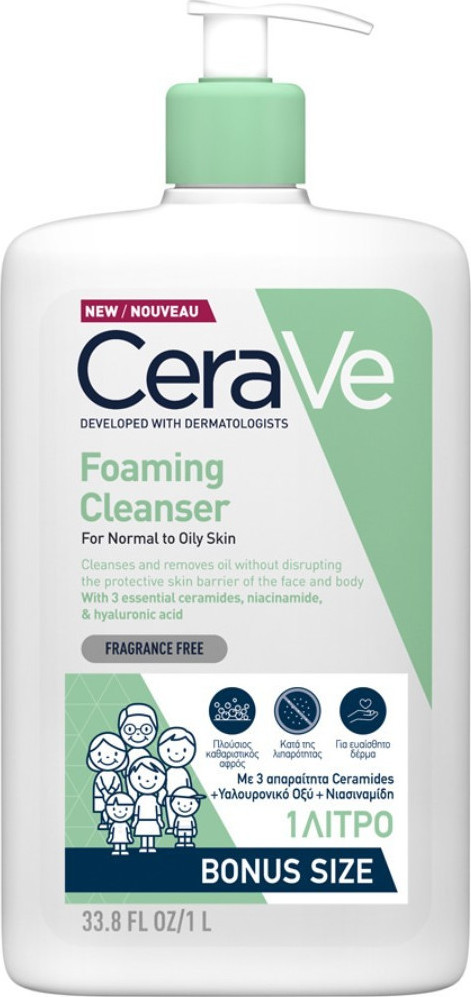 NEW / NOUVEAU
CeraVe
DEVELOPED WITH DERMATOLOGISTS
Foaming
Cleanser
For Normal to Oily Skin
Cleanses and removes oil without disrupting
the protective skin barrier of the face and body
With 3 essential ceramides, niacinamide,
& hyaluronic acid
FRAGRANCE FREE
Πλούσιος
καθαριστικός
αφρός
Κατά της
λιπαρότητας
Για ευαίσθητο
δέρμα
Με 3 απαραίτητα Ceramides
+Υαλουρονικό Οξύ + Νιασιναμίδη
1 ΛΙΤΡΟ
BONUS SIZE
33.8 FL OZ/1 L